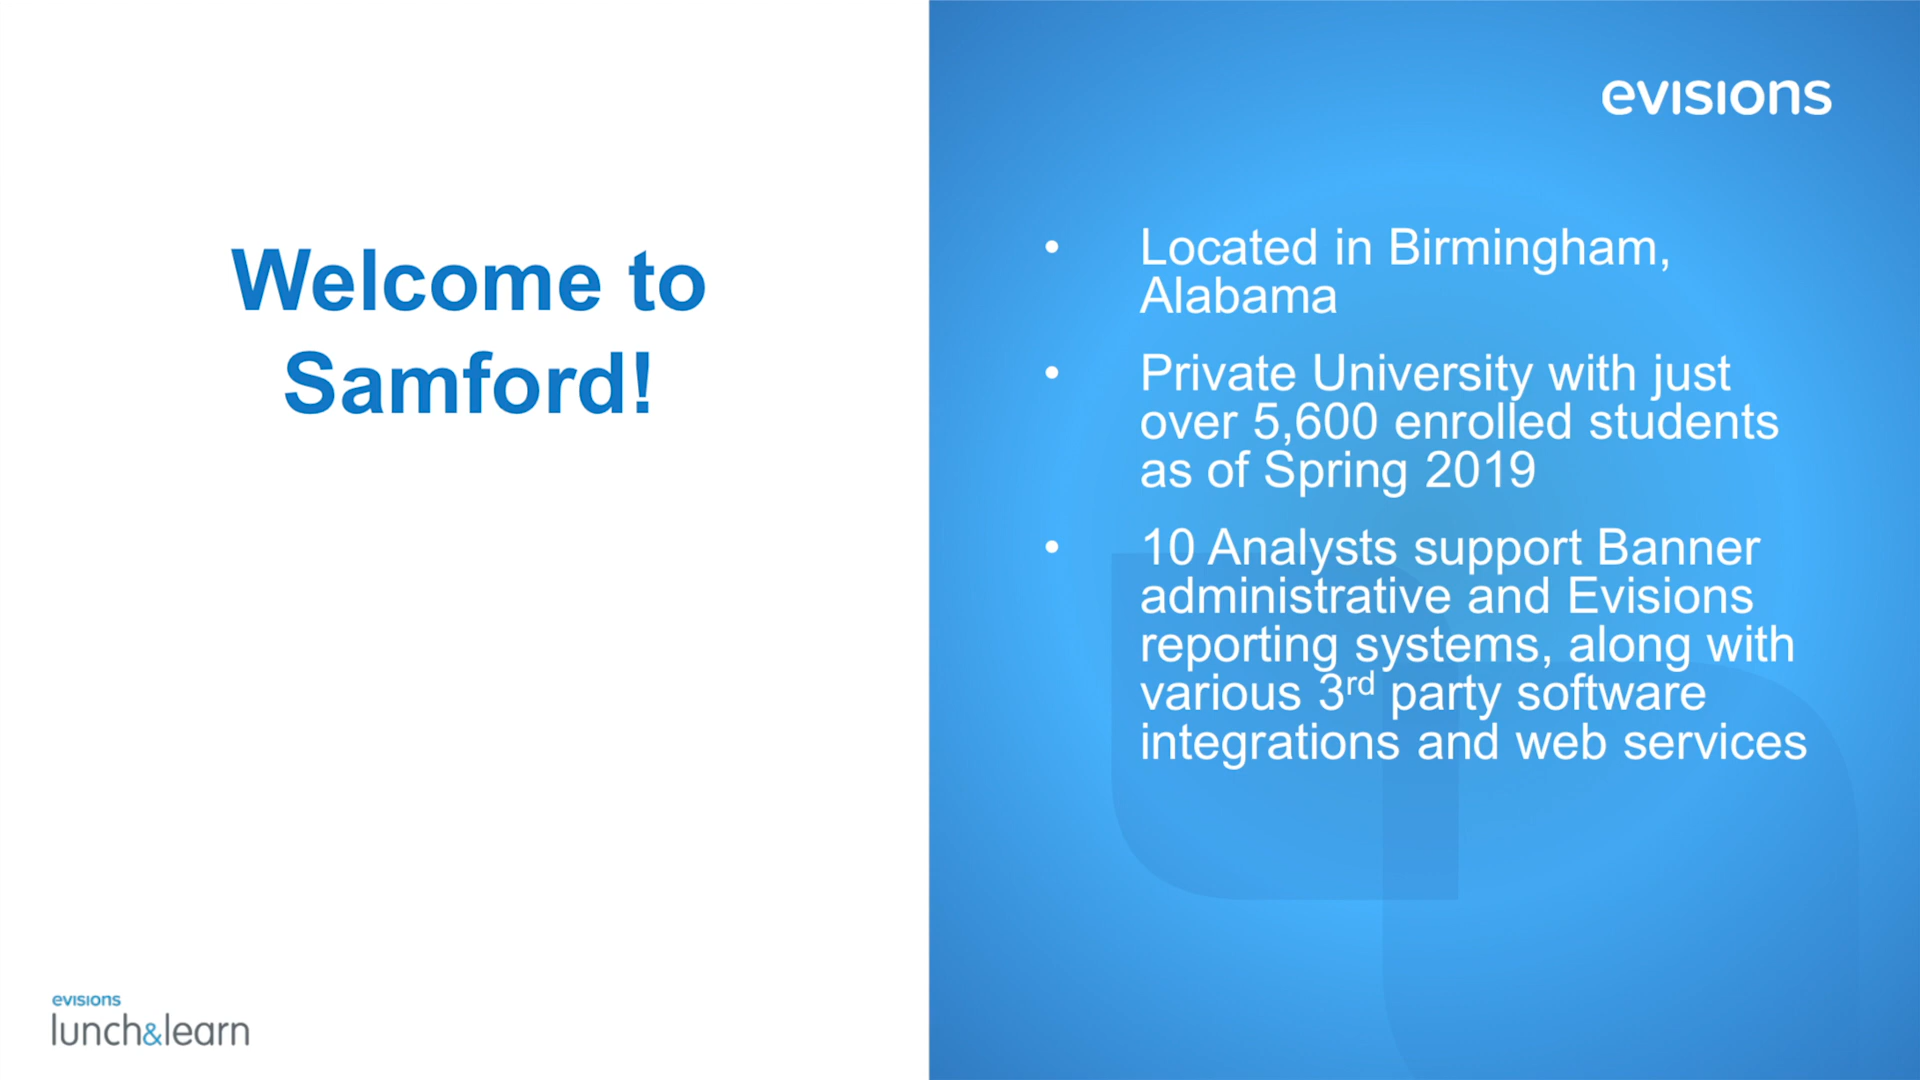 Welcome to
Samford!
evisions
lunch&learn
evisions
• Located in Birmingham,
Alabama
• Private University with just
over 5,600 enrolled students
as of Spring 2019
• 10 Analysts support Banner
administrative and Evisions
reporting systems, along with
various 3rd party software
integrations and web services